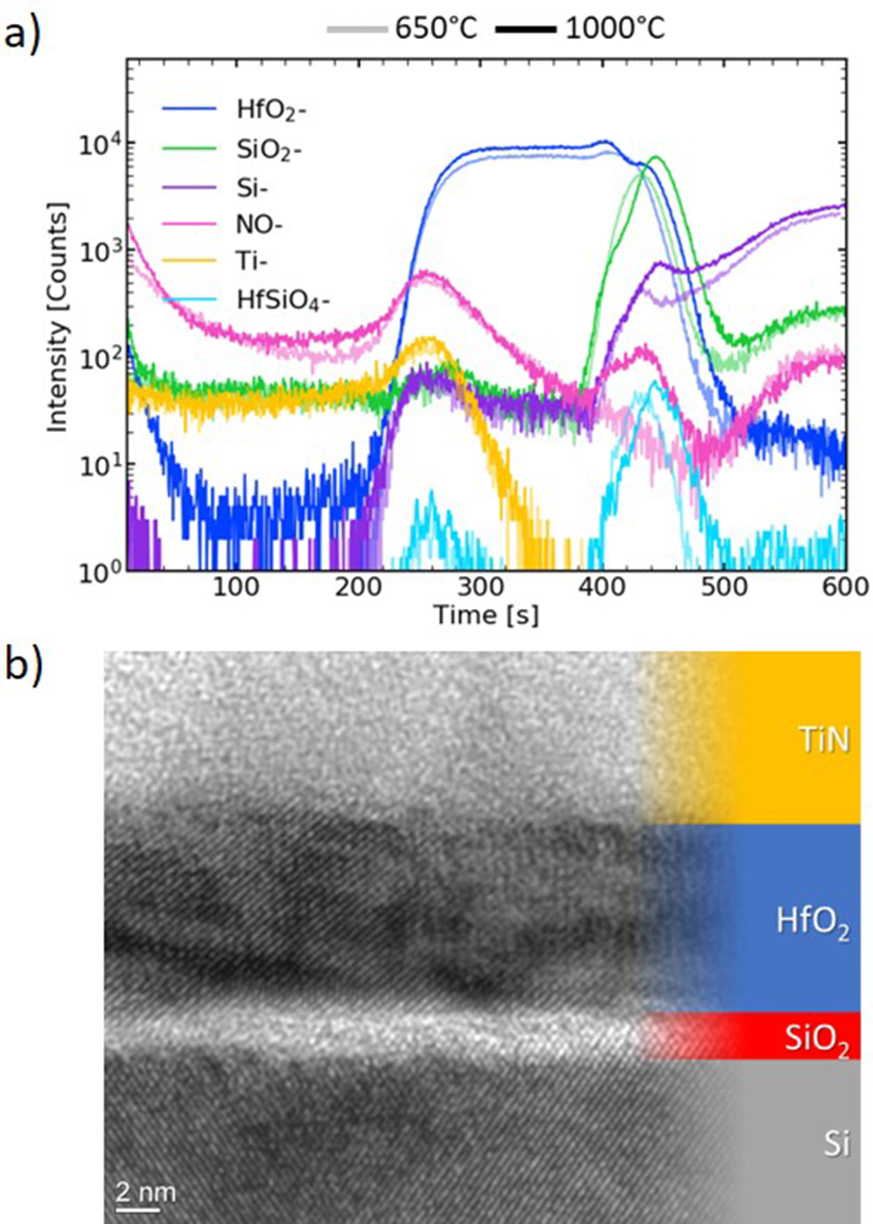 a)
650°C 1000°C
HfO₂-
SiO₂-
Si-
NO-
Ti-
HfSiO₄-
Intensity [Counts]
10⁴
10³
10²
10¹
10⁰
100 200 300 400 500 600
Time [s]
b)
TiN
HfO₂
SiO₂
Si
2 nm